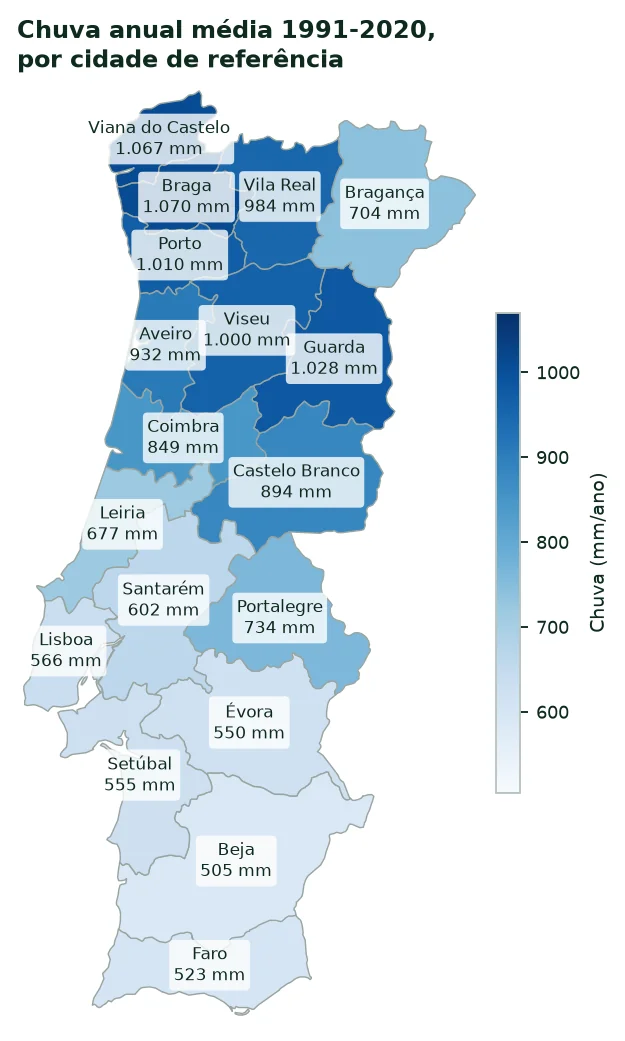 Chuva anual média 1991-2020,
por cidade de referência
Viana do Castelo
1.067 mm
Braga
1.070 mm
Vila Real
984 mm
Bragança
704 mm
Porto
1.010 mm
Aveiro
932 mm
Viseu
1.000 mm
Guarda
1.028 mm
Coimbra
849 mm
Castelo Branco
894 mm
Leiria
677 mm
Santarém
602 mm
Portalegre
734 mm
Lisboa
566 mm
Évora
550 mm
Setúbal
555 mm
Beja
505 mm
Faro
523 mm
1000
900
800
700
600
Chuva (mm/ano)